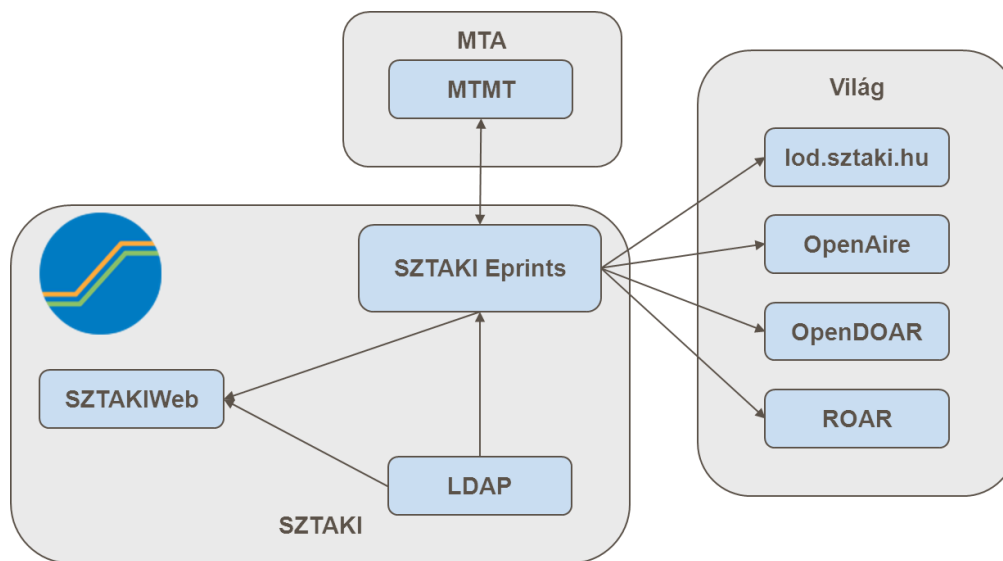 MTA
MTMT
Világ
lod.sztaki.hu
OpenAire
OpenDOAR
ROAR
SZTAKI Eprints
SZTAKIWeb
LDAP
SZTAKI